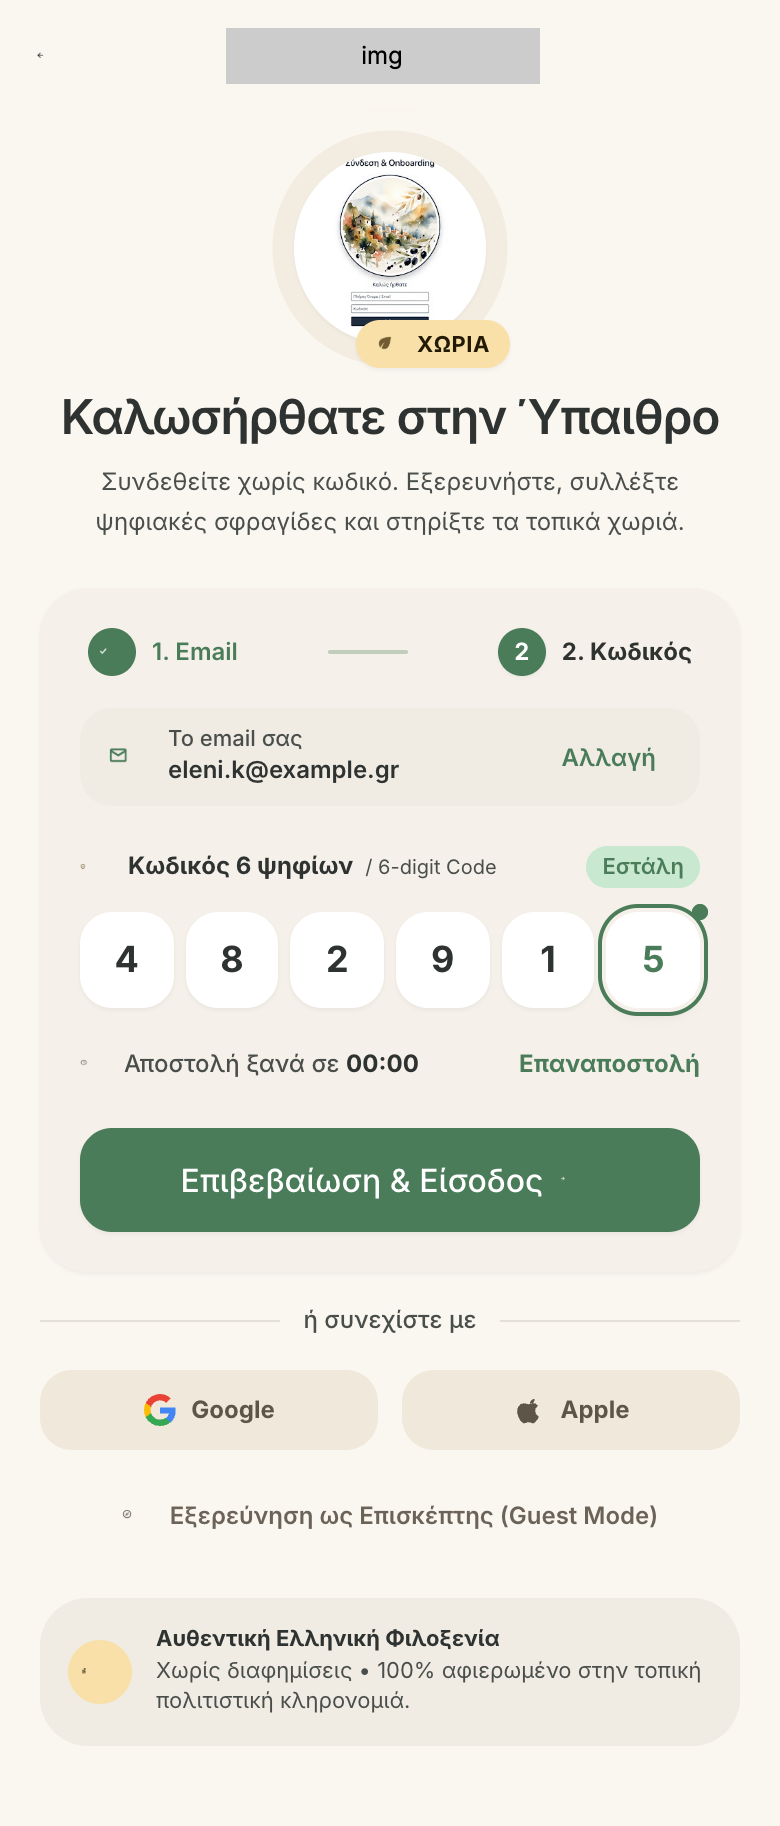 img
Σύνδεση & Onboarding
Καλώς ήρθατε
ΧΩΡΙΑ
Καλωσήρθατε στην Ύπαιθρο
Συνδεθείτε χωρίς κωδικό. Εξερευνήστε, συλλέξτε
ψηφιακές σφραγίδες και στηρίξτε τα τοπικά χωριά.
1. Email
2 2. Κωδικός
Το email σας
eleni.k@example.gr
Αλλαγή
Κωδικός 6 ψηφίων / 6-digit Code
Εστάλη
4 8 2 9 1 5
Αποστολή ξανά σε 00:00
Επαναποστολή
Επιβεβαίωση & Είσοδος
ή συνεχίστε με
Google
Apple
Εξερεύνηση ως Επισκέπτης (Guest Mode)
Αυθεντική Ελληνική Φιλοξενία
Χωρίς διαφημίσεις • 100% αφιερωμένο στην τοπική
πολιτιστική κληρονομιά.